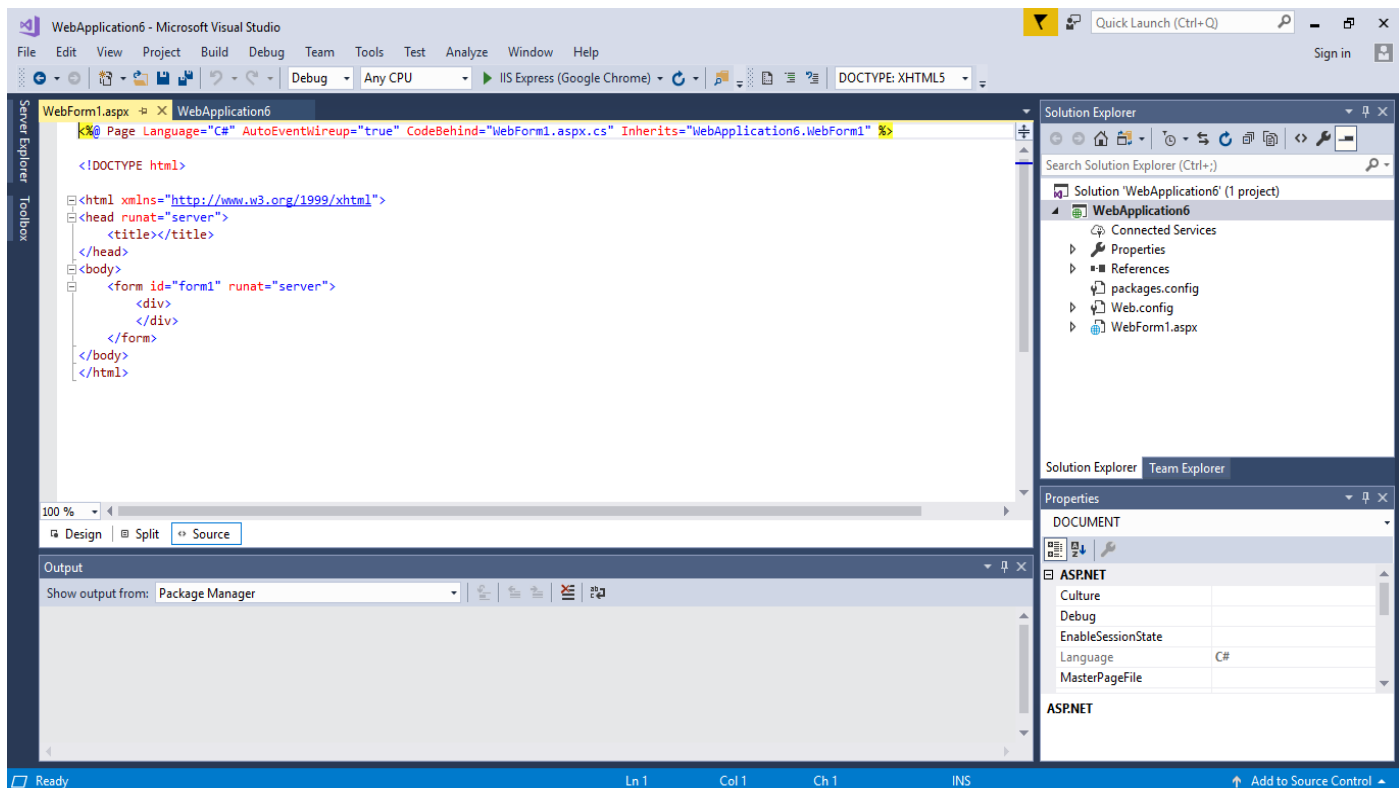 WebApplication6 - Microsoft Visual Studio
Quick Launch (Ctrl+Q)
File Edit View Project Build Debug Team Tools Test Analyze Window Help
Sign in
Debug Any CPU IIS Express (Google Chrome) DOCTYPE: XHTML5
Server Explorer
Toolbox
WebForm1.aspx WebApplication6
<%@ Page Language="C#" AutoEventWireup="true" CodeBehind="WebForm1.aspx.cs" Inherits="WebApplication6.WebForm1" %>
<!DOCTYPE html>
<html xmlns="http://www.w3.org/1999/xhtml">
<head runat="server">
<title></title>
</head>
<body>
<form id="form1" runat="server">
<div>
</div>
</form>
</body>
</html>
100 %
Design Split Source
Output
Show output from: Package Manager
Solution Explorer
Search Solution Explorer (Ctrl+;)
Solution 'WebApplication6' (1 project)
WebApplication6
Connected Services
Properties
References
packages.config
Web.config
WebForm1.aspx
Solution Explorer Team Explorer
Properties
DOCUMENT
ASP.NET
Culture
Debug
EnableSessionState
Language C#
MasterPageFile
ASP.NET
Ready Ln 1 Col 1 Ch 1 INS Add to Source Control